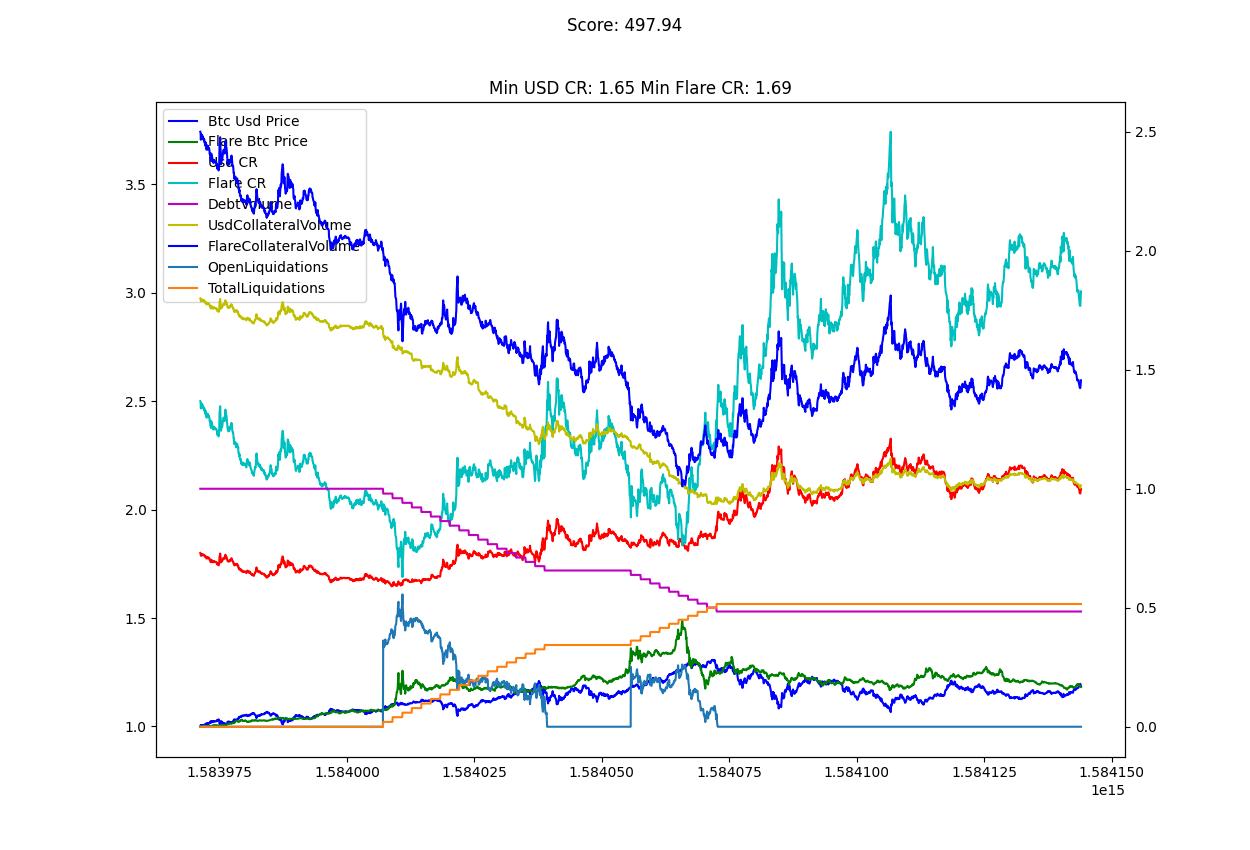 Score: 497.94
Min USD CR: 1.65 Min Flare CR: 1.69
Btc Usd Price
Flare Btc Price
Usd CR
Flare CR
DebtVolume
UsdCollateralVolume
FlareCollateralVolume
OpenLiquidations
TotalLiquidations
3.5
3.0
2.5
2.0
1.5
1.0
2.5
2.0
1.5
1.0
0.5
0.0
1.583975 1.584000 1.584025 1.584050 1.584075 1.584100 1.584125 1.584150
1e15